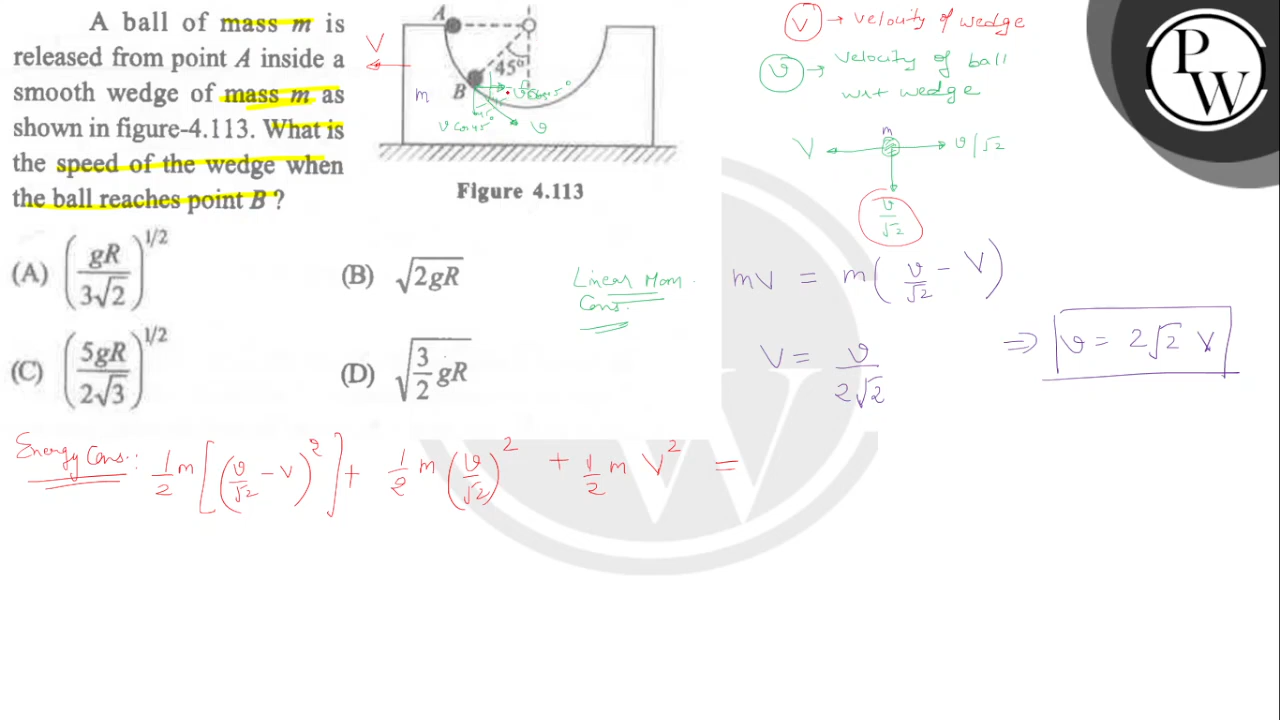 A ball of mass m is
released from point A inside a
smooth wedge of mass m as
shown in figure-4.113. What is
the speed of the wedge when
the ball reaches point B ?
A
45°
B
V
m
v cos45°
v
Figure 4.113
V → velocity of wedge
v → velocity of ball
wrt wedge
m
V
v/√2
v/√2
(A) (gR/3√2)^1/2
(B) √2gR
(C) (5gR/2√3)^1/2
(D) √3/2 gR
Linear Mom.
Cons.
mV = m(v/√2 - V)
V = v/2√2
⇒ v = 2√2 V
Energy Cons.: 1/2 m[(v/√2 - V)^2] + 1/2 m(v/√2)^2 + 1/2 m V^2 =
P
W